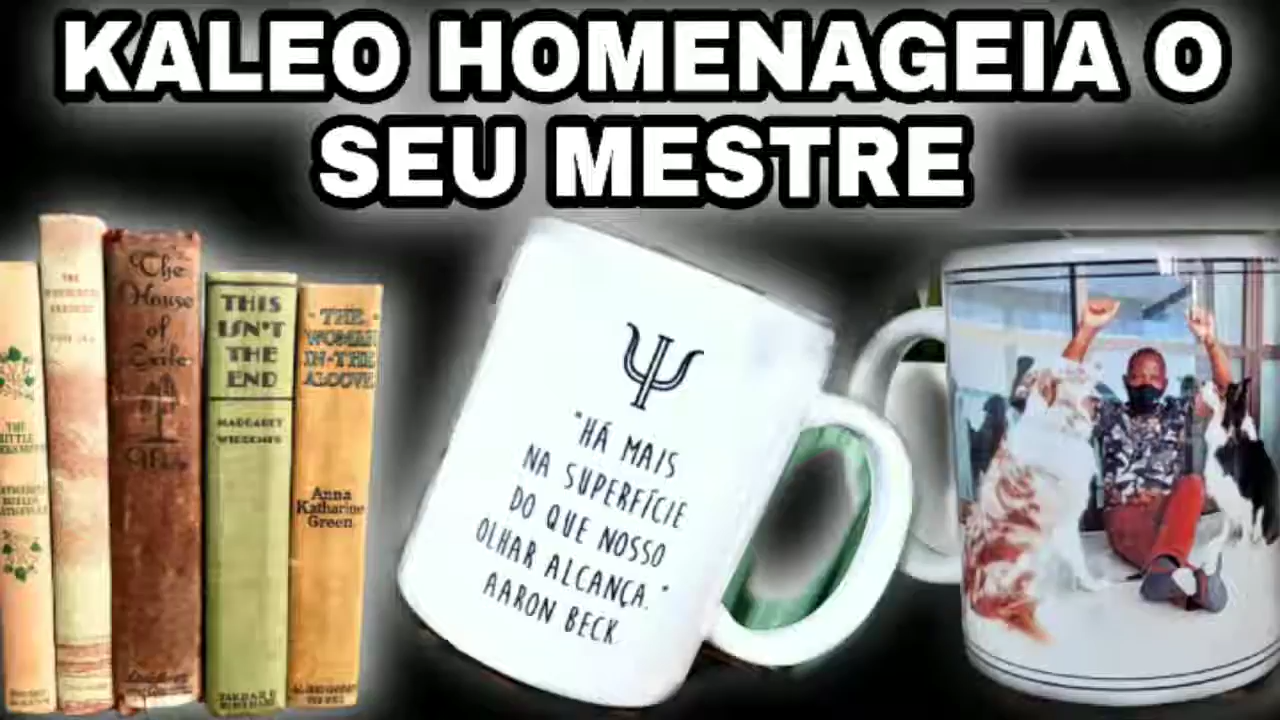 KALEO HOMENAGEIA O
SEU MESTRE
The
House
of
Exile
THIS
ISN'T
THE
END
MARGARET
THE
WOMAN
IN·THE
ALCOVE
Anna
Katharine
Green
Ψ
"HÁ MAIS
NA SUPERFÍCIE
DO QUE NOSSO
OLHAR ALCANÇA."
AARON BECK